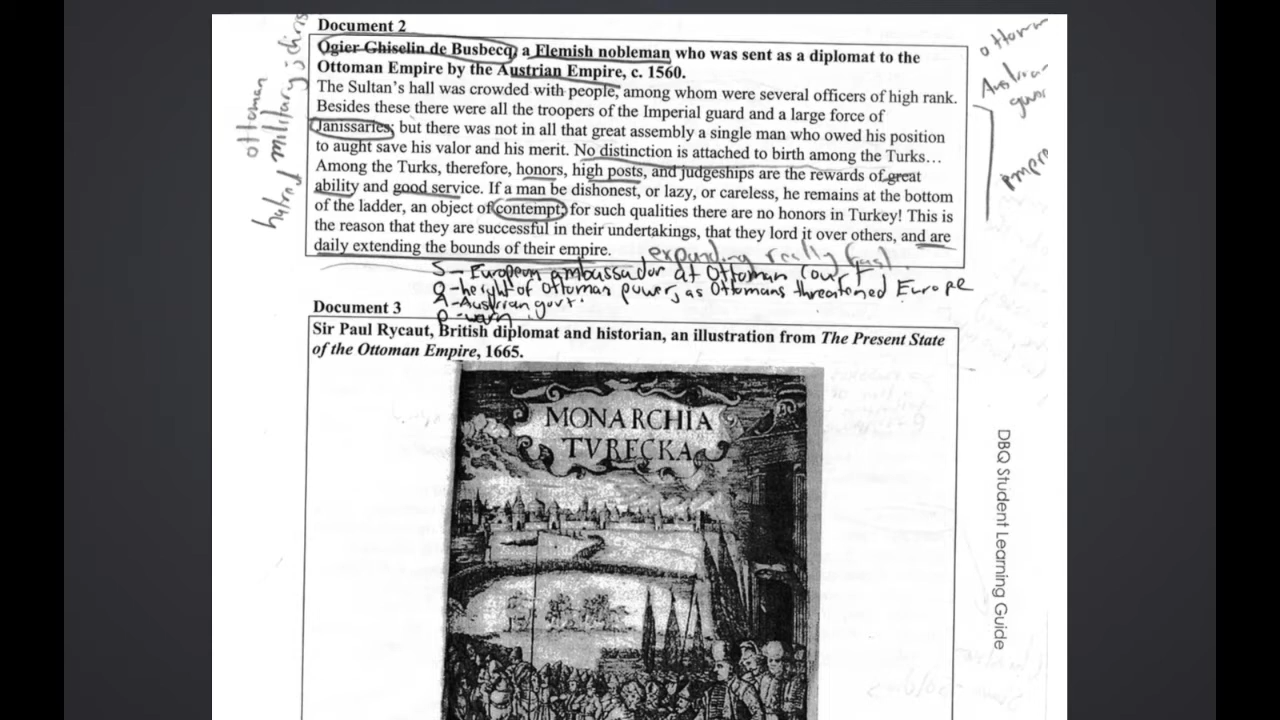 Document 2
Ogier Ghiselin de Busbecq, a Flemish nobleman who was sent as a diplomat to the
Ottoman Empire by the Austrian Empire, c. 1560.
The Sultan's hall was crowded with people, among whom were several officers of high rank.
Besides these there were all the troopers of the Imperial guard and a large force of
Janissaries; but there was not in all that great assembly a single man who owed his position
to aught save his valor and his merit. No distinction is attached to birth among the Turks…
Among the Turks, therefore, honors, high posts, and judgeships are the rewards of great
ability and good service. If a man be dishonest, or lazy, or careless, he remains at the bottom
of the ladder, an object of contempt; for such qualities there are no honors in Turkey! This is
the reason that they are successful in their undertakings, that they lord it over others, and are
daily extending the bounds of their empire.
expanding really fast
ottoman
military
S - European ambassador at Ottoman court
O - height of Ottoman power, as Ottomans threatened Europe
A - Austrian govt.
P - warn
Document 3
Sir Paul Rycaut, British diplomat and historian, an illustration from The Present State
of the Ottoman Empire, 1665.
MONARCHIA
TVRECKA
DBQ Student Learning Guide